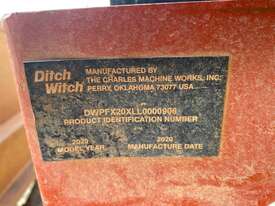 Ditch Witch
MANUFACTURED BY
THE CHARLES MACHINE WORKS, INC.
PERRY, OKLAHOMA 73077 USA
DWPFX20XLL0000906
PRODUCT IDENTIFICATION NUMBER
2020 2020
MODEL YEAR MANUFACTURE DATE